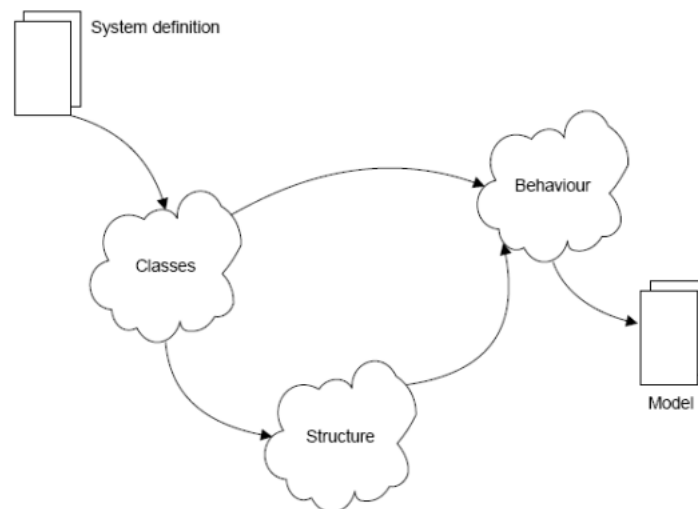 System definition
Behaviour
Classes
Structure
Model